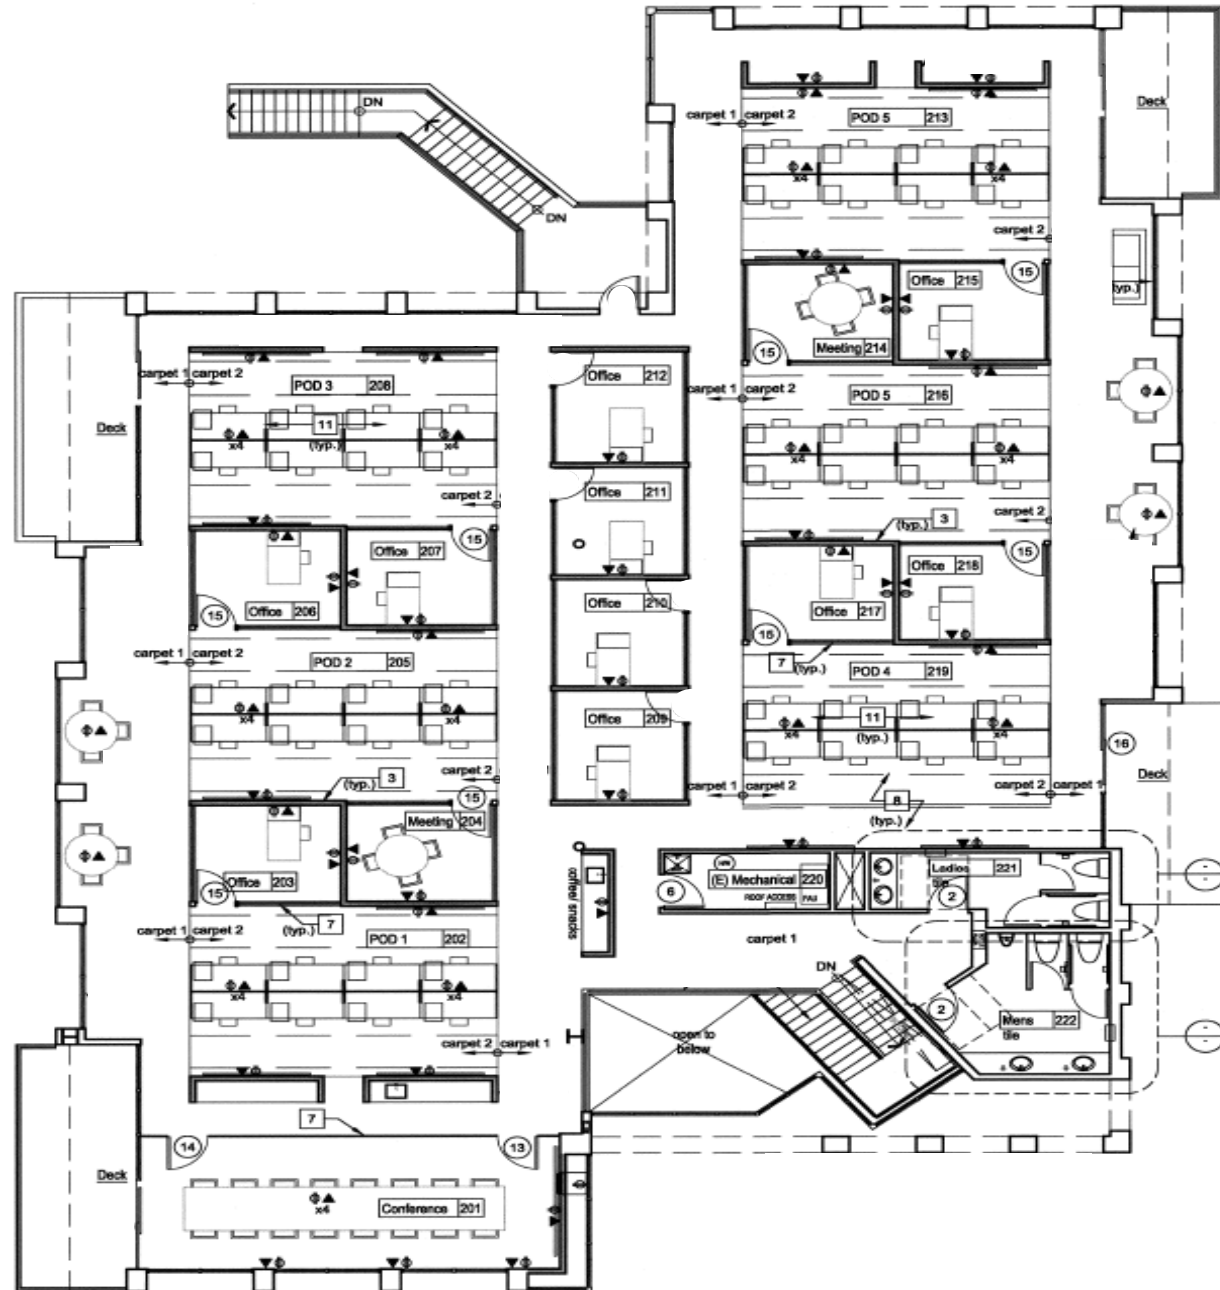 DN
DN
carpet 1
carpet 2
POD 5 213
Deck
x4
x4
carpet 2
Office 215
15
(typ.)
Meeting 214
15
carpet 1
carpet 2
POD 3 208
Office 212
carpet 1
carpet 2
POD 5 216
Deck
11
(typ.)
x4
x4
x4
x4
Office 211
carpet 2
carpet 2
3
(typ.)
Office 207
15
Office 218
15
Office 206
15
Office 210
Office 217
15
carpet 1
carpet 2
POD 2 205
7
(typ.)
POD 4 219
x4
x4
Office 209
11
(typ.)
x4
x4
16
Deck
carpet 2
3
(typ.)
15
carpet 1
carpet 2
8
(typ.)
carpet 2
carpet 1
Meeting 204
Office 203
15
coffee/ snacks
6
(E) Mechanical 220
ROOF ACCESS
FAU
Ladies 221
tile
2
7
(typ.)
carpet 1
carpet 2
POD 1 202
carpet 1
x4
x4
DN
2
Mens 222
tile
open to
below
carpet 2
carpet 1
7
14
13
Deck
x4
Conference 201